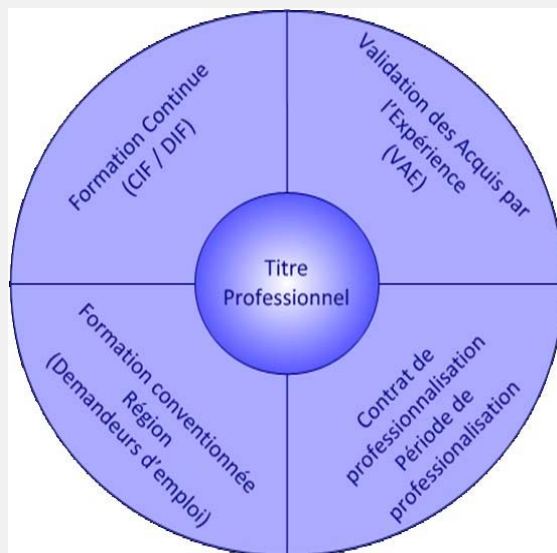 Formation Continue
(CIF / DIF)
Validation des Acquis par
l'Expérience
(VAE)
Titre
Professionnel
Formation conventionnée
Région
(Demandeurs d'emploi)
Contrat de
professionnalisation
Période de
professionalisation